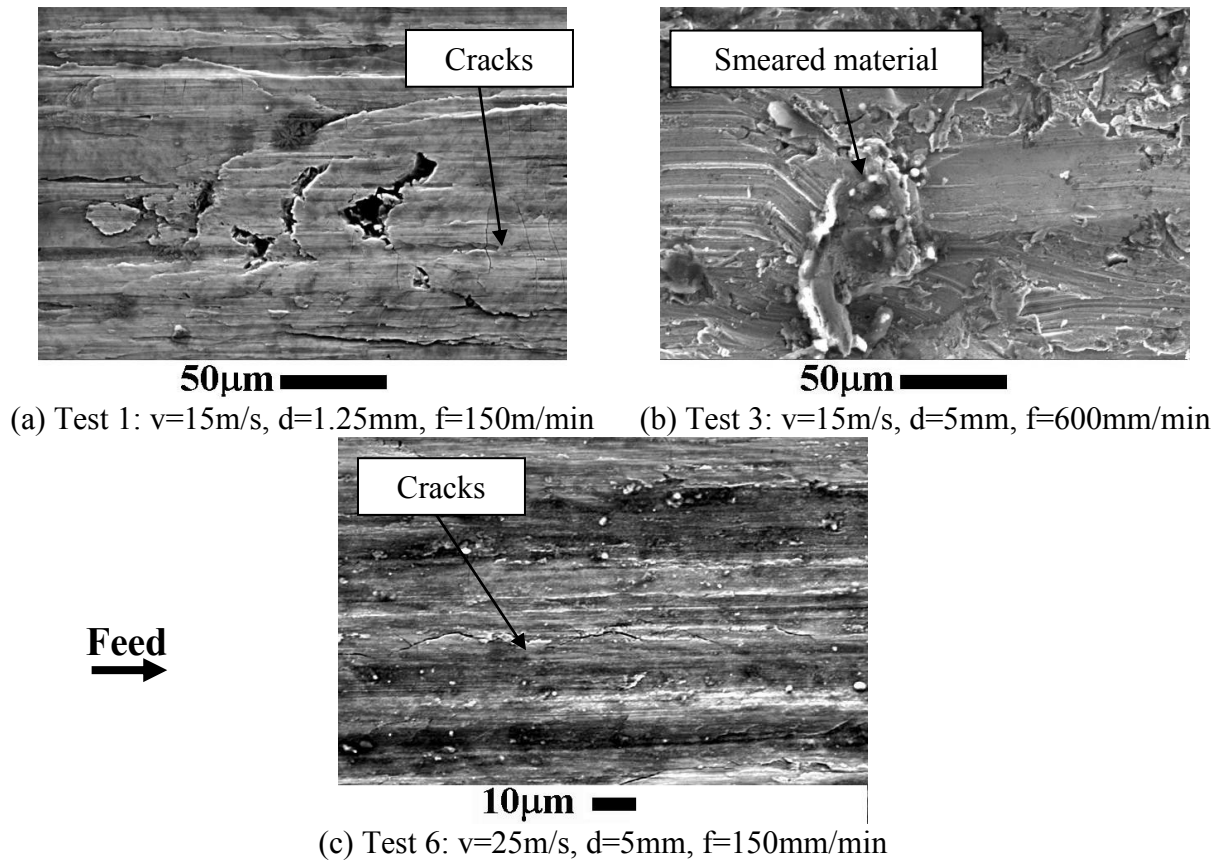 Cracks
Smeared material
50μm
50μm
(a) Test 1: v=15m/s, d=1.25mm, f=150m/min
(b) Test 3: v=15m/s, d=5mm, f=600mm/min
Cracks
Feed
10μm
(c) Test 6: v=25m/s, d=5mm, f=150mm/min